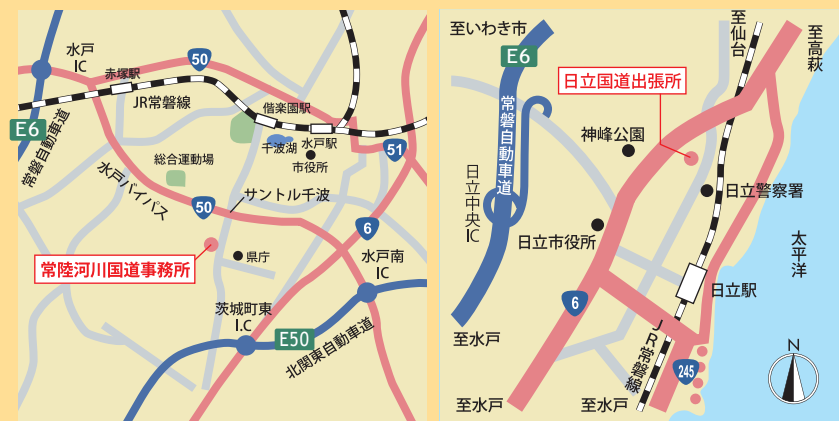 水戸
IC
50
赤塚駅
JR常磐線
偕楽園駅
E6
常磐自動車道
千波湖
水戸駅
市役所
51
総合運動場
水戸バイパス
50
サントル千波
6
常陸河川国道事務所
県庁
水戸南
IC
茨城町東
I.C
E50
北関東自動車道
至いわき市
E6
至仙台
至高萩
日立国道出張所
常磐自動車道
神峰公園
日立中央IC
日立警察署
日立市役所
太平洋
日立駅
6
至水戸
JR常磐線
245
N
至水戸
至水戸